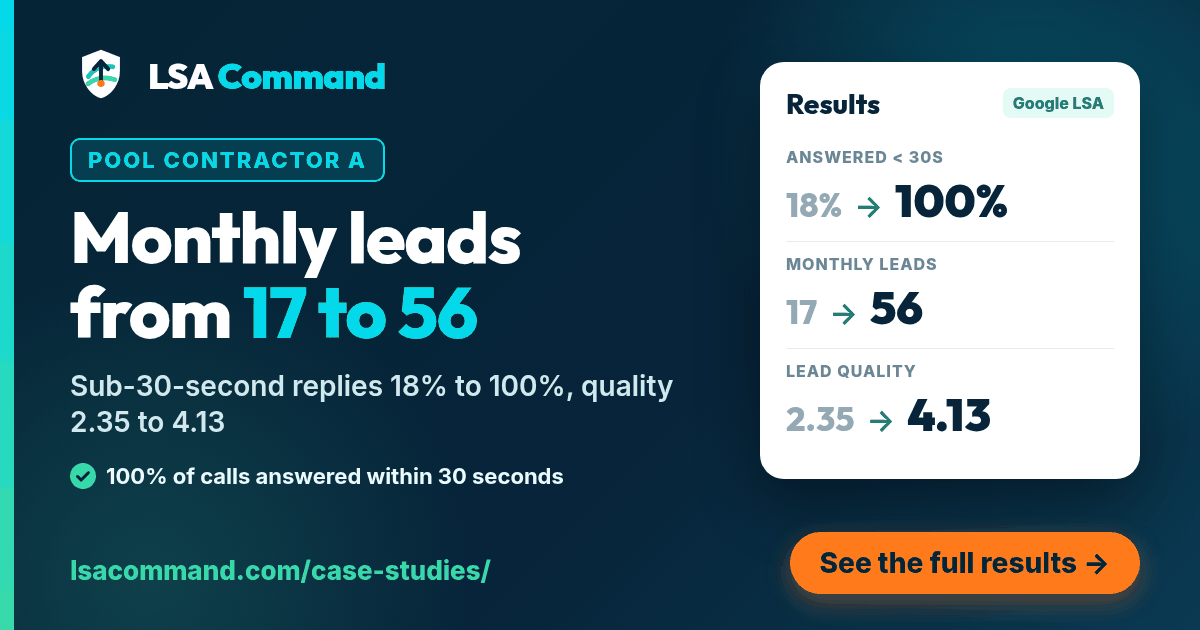 LSA Command
POOL CONTRACTOR A
Monthly leads
from 17 to 56
Sub-30-second replies 18% to 100%, quality
2.35 to 4.13
100% of calls answered within 30 seconds
lsacommand.com/case-studies/
Results
Google LSA
ANSWERED < 30S
18% → 100%
MONTHLY LEADS
17 → 56
LEAD QUALITY
2.35 → 4.13
See the full results →